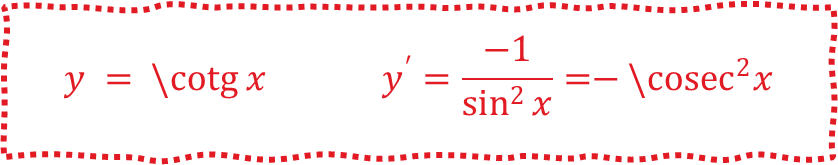 y = \cotg x y′ = −1/sin² x =− \cosec² x